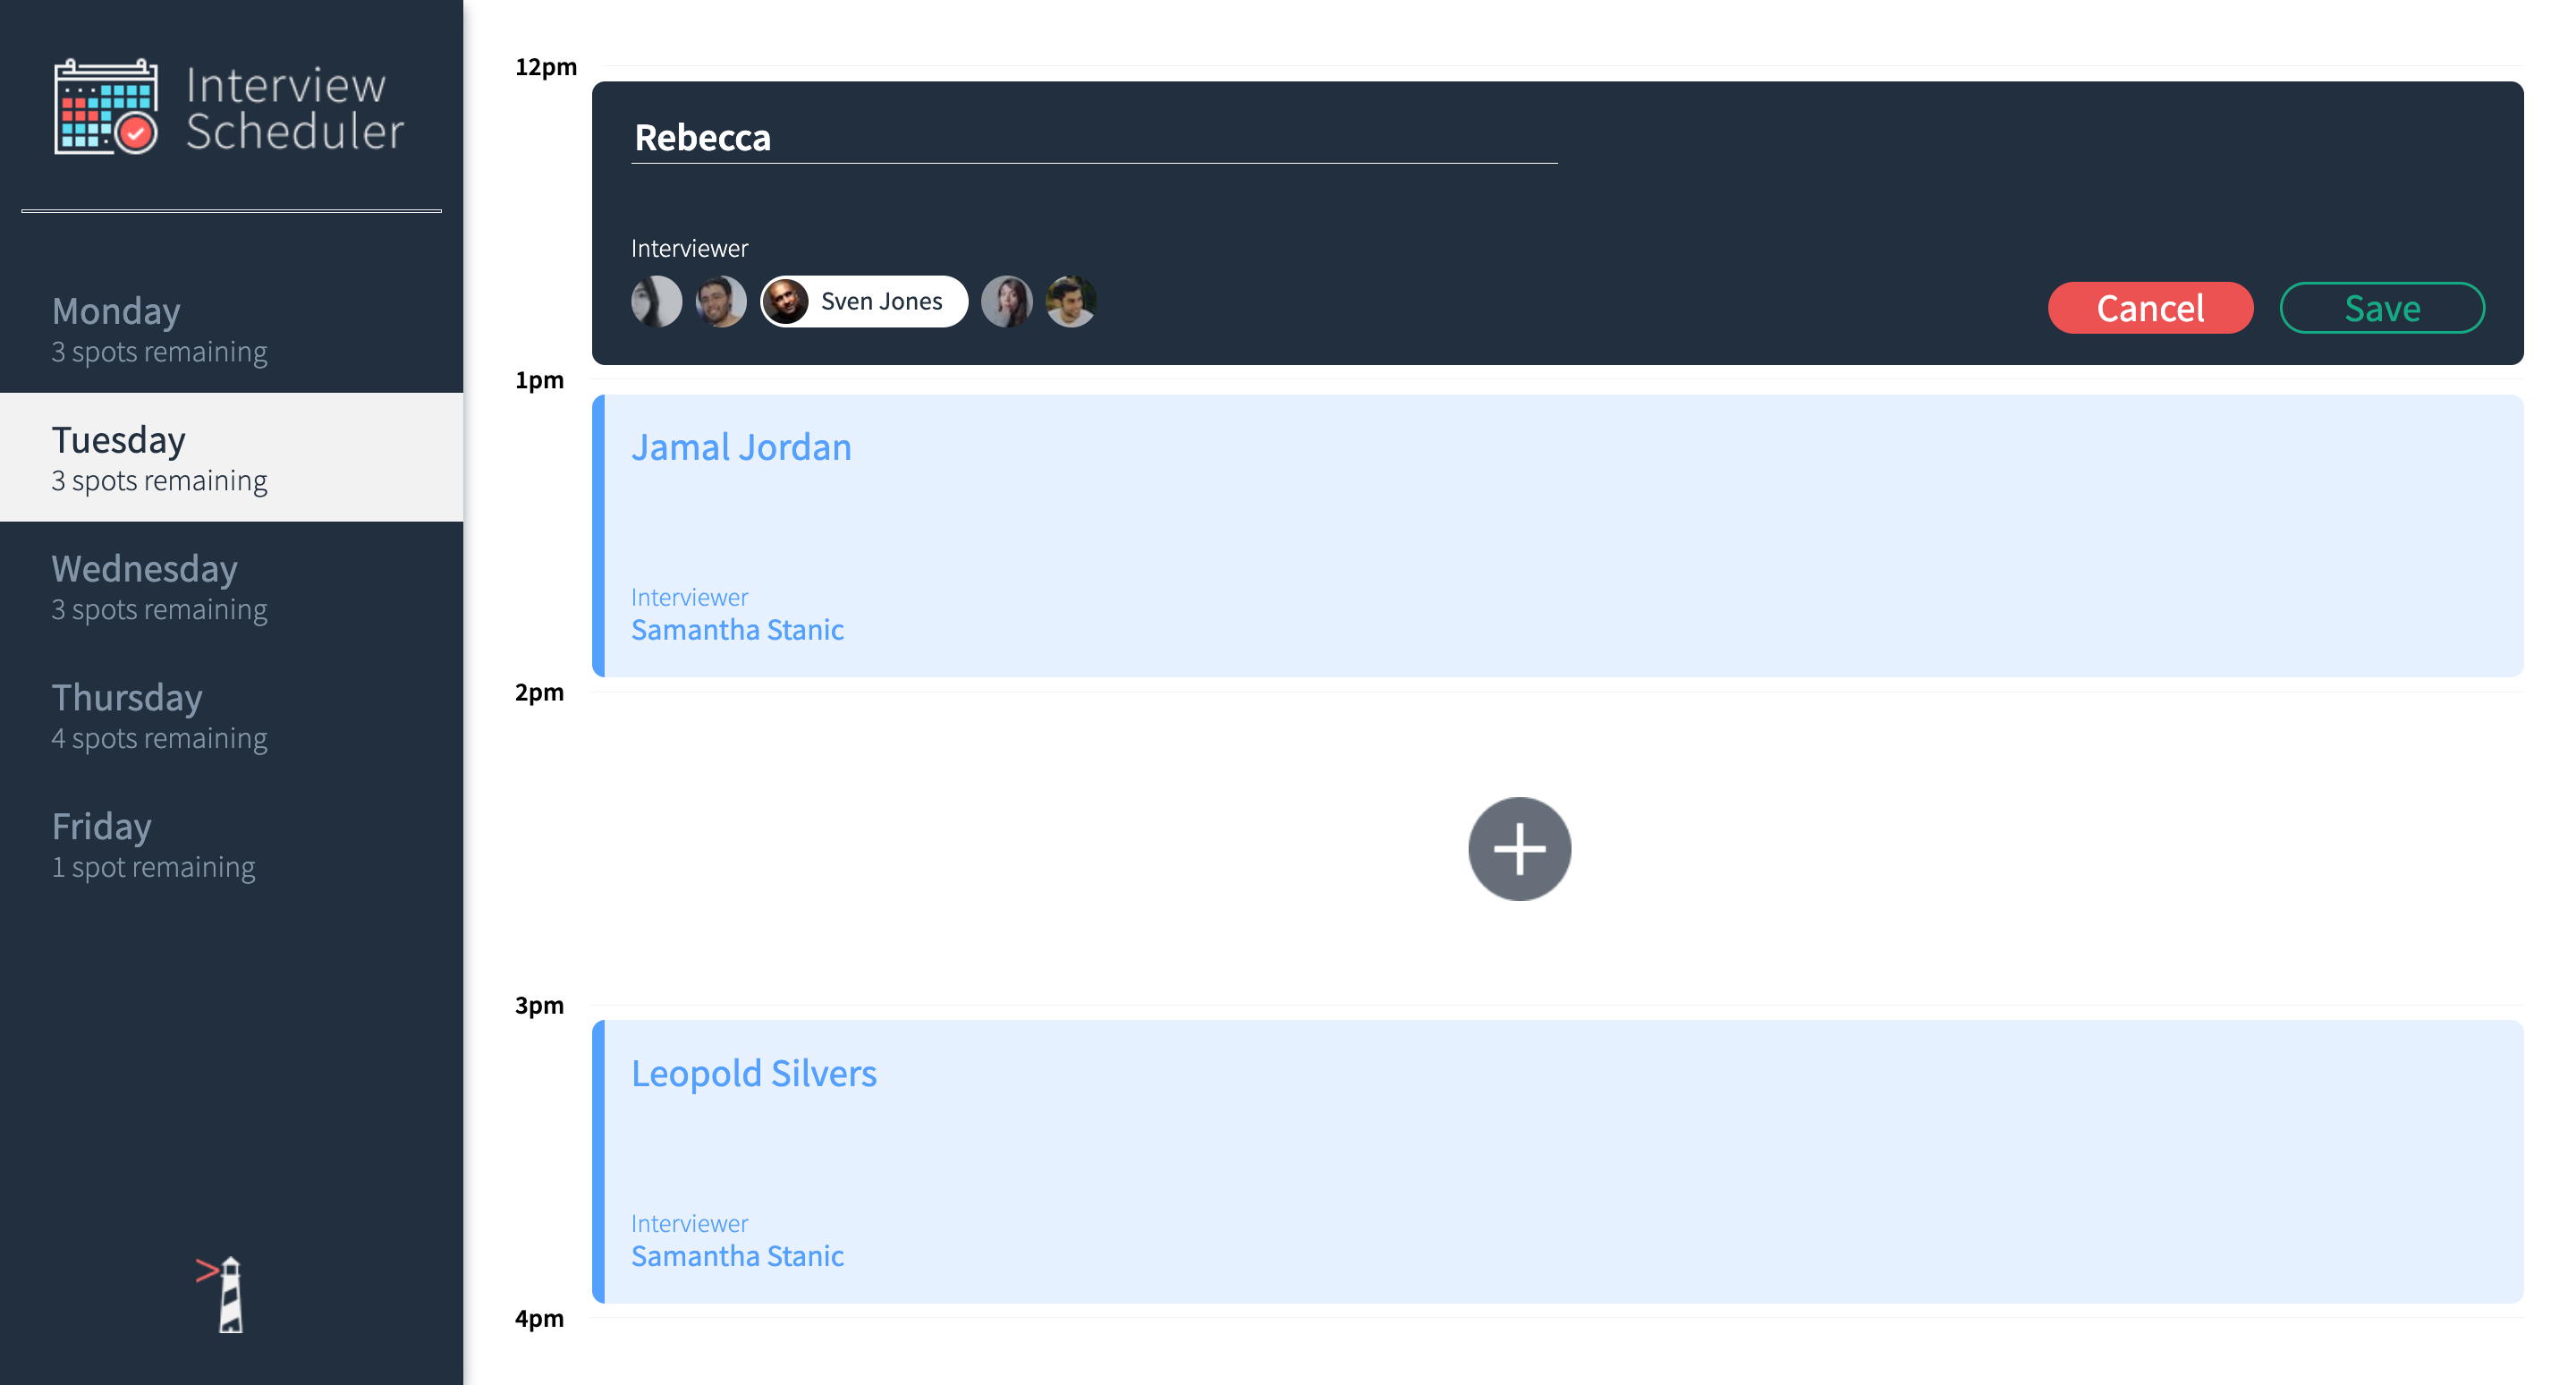 Interview
Scheduler
Monday
3 spots remaining
Tuesday
3 spots remaining
Wednesday
3 spots remaining
Thursday
4 spots remaining
Friday
1 spot remaining
12pm
Rebecca
Interviewer
Sven Jones
Cancel
Save
1pm
Jamal Jordan
Interviewer
Samantha Stanic
2pm
3pm
Leopold Silvers
Interviewer
Samantha Stanic
4pm